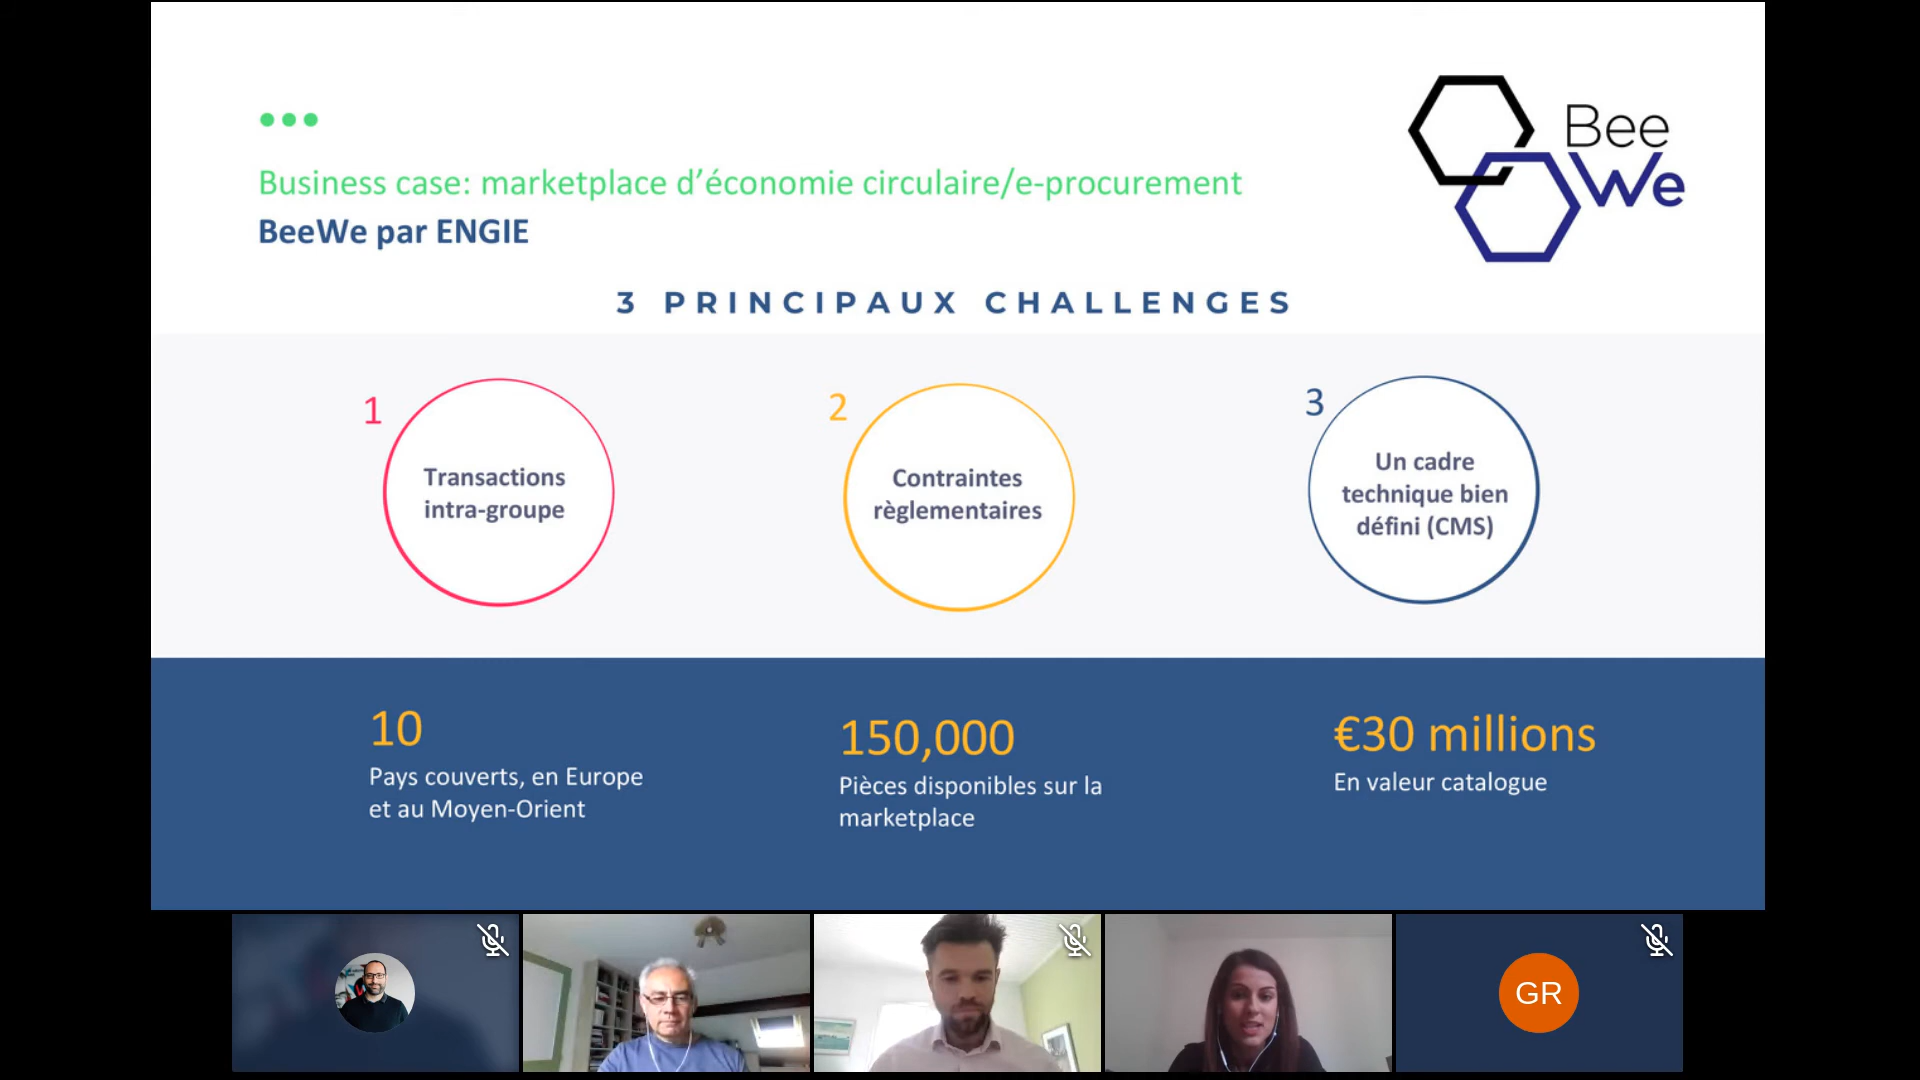 Business case: marketplace d’économie circulaire/e-procurement
BeeWe par ENGIE
Bee
We
3 PRINCIPAUX CHALLENGES
1
Transactions
intra-groupe
2
Contraintes
règlementaires
3
Un cadre
technique bien
défini (CMS)
10
Pays couverts, en Europe
et au Moyen-Orient
150,000
Pièces disponibles sur la
marketplace
€30 millions
En valeur catalogue
GR